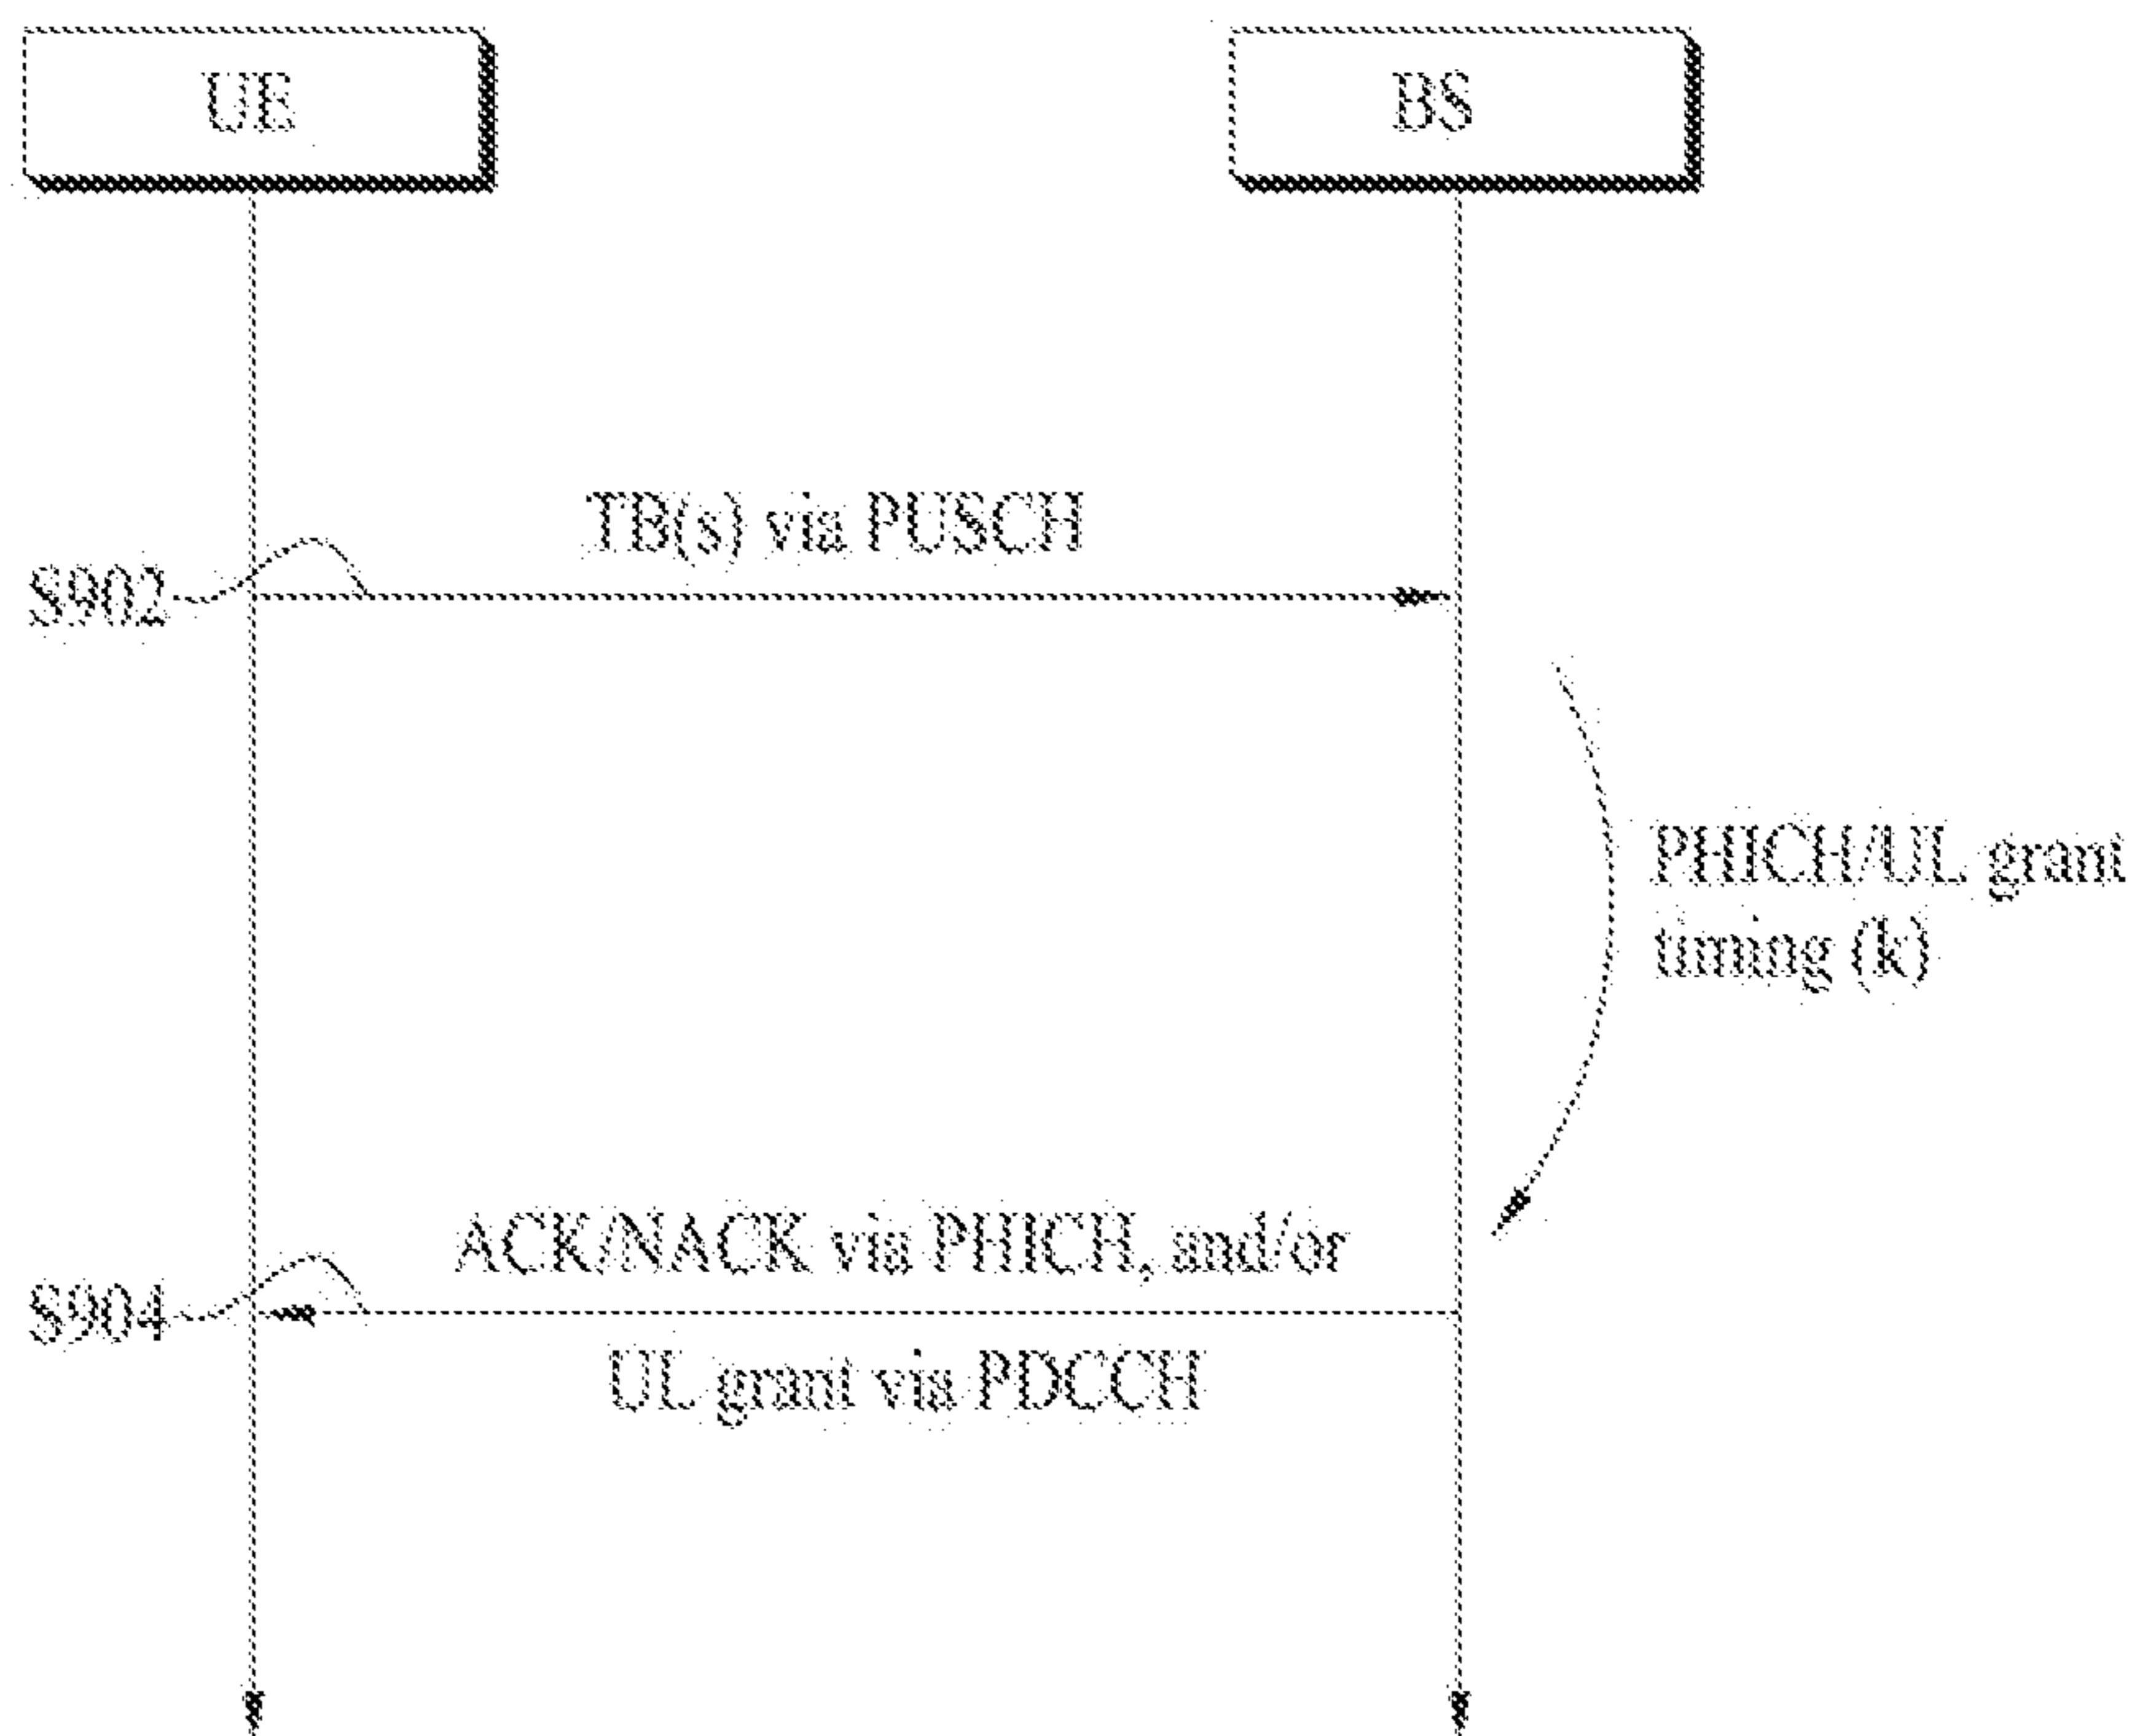 UE
BS
TB(s) via PUSCH
S902
PHICH/UL grant
timing (k)
ACK/NACK via PHICH, and/or
S904
UL grant via PDCCH